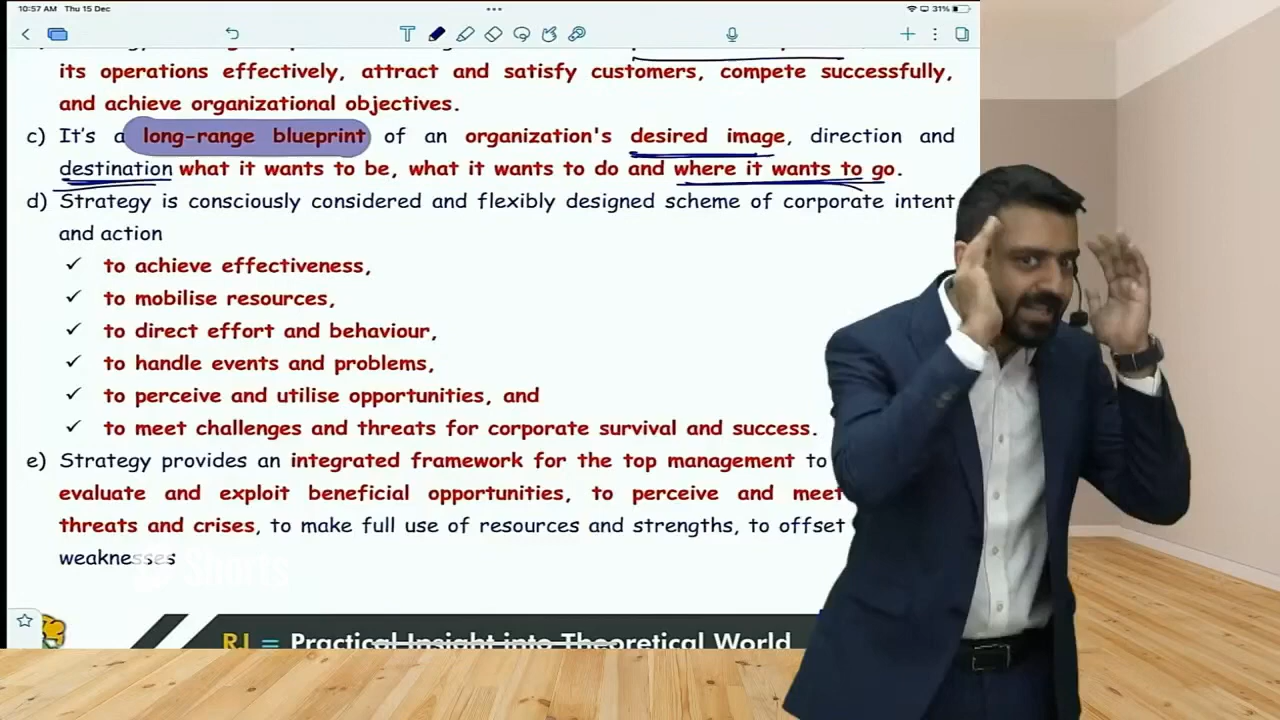 10:57 AM Thu 15 Dec
31%
its operations effectively, attract and satisfy customers, compete successfully,
and achieve organizational objectives.
c) It's a long-range blueprint of an organization's desired image, direction and
destination what it wants to be, what it wants to do and where it wants to go.
d) Strategy is consciously considered and flexibly designed scheme of corporate intent
and action
✓ to achieve effectiveness,
✓ to mobilise resources,
✓ to direct effort and behaviour,
✓ to handle events and problems,
✓ to perceive and utilise opportunities, and
✓ to meet challenges and threats for corporate survival and success.
e) Strategy provides an integrated framework for the top management to
evaluate and exploit beneficial opportunities, to perceive and meet
threats and crises, to make full use of resources and strengths, to offset
weaknesses
Shorts
= Practical Insight into Theoretical World